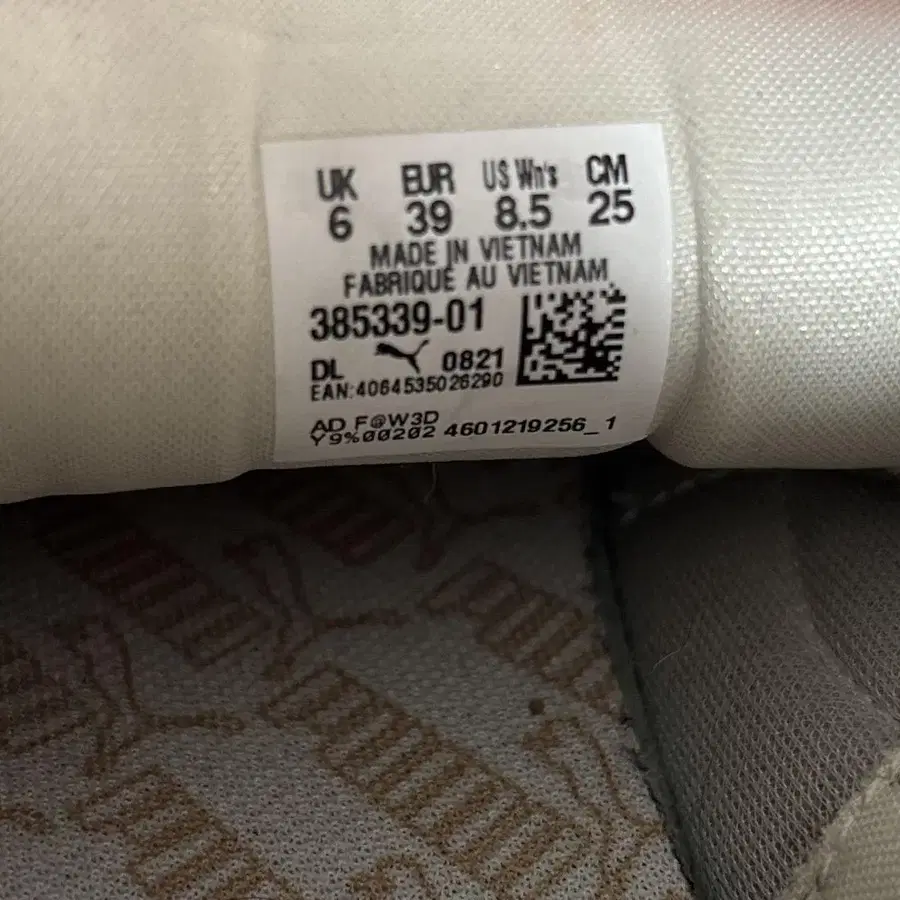 UK EUR US Wn's CM
6 39 8.5 25
MADE IN VIETNAM
FABRIQUÉ AU VIETNAM
385339-01
DL 0821
EAN:4064535026290
AD F@W3D
Y9%00202 4601219256_1